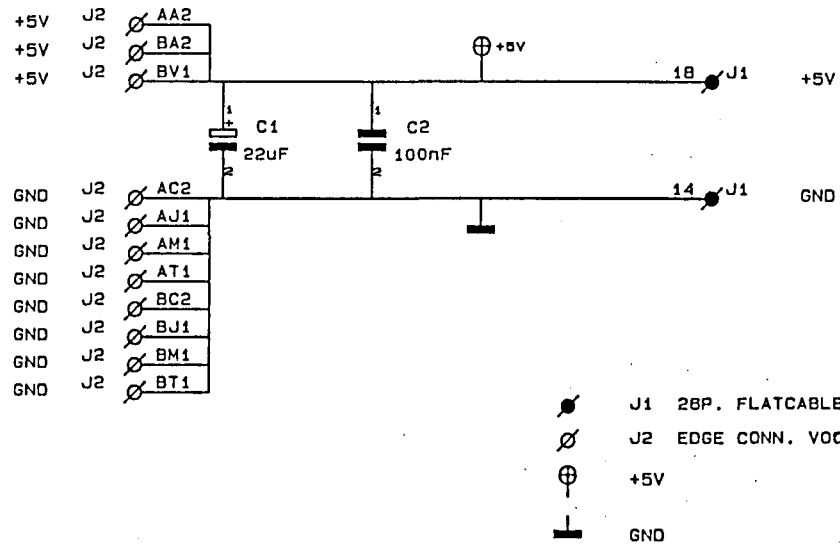 +5V J2 AA2
+5V J2 BA2 +5V
+5V J2 BV1 18 J1 +5V
1 1
+ C1 C2
22uF 100nF
2 2
GND J2 AC2 14 J1 GND
GND J2 AJ1
GND J2 AM1
GND J2 AT1
GND J2 BC2
GND J2 BJ1
GND J2 BM1
GND J2 BT1
J1 28P. FLATCABLE
J2 EDGE CONN.
+5V
GND